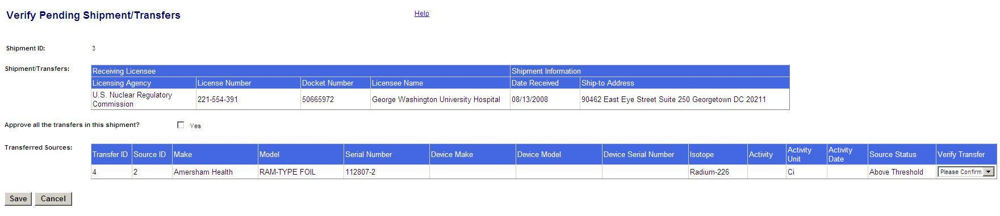 Verify Pending Shipment/Transfers
Help
Shipment ID: 3
Shipment/Transfers:
Receiving Licensee Shipment Information
Licensing Agency License Number Docket Number Licensee Name Date Received Ship-to Address
U.S. Nuclear Regulatory
Commission
221-554-391 50665972 George Washington University Hospital 08/13/2008 90462 East Eye Street Suite 250 Georgetown DC 20211
Approve all the transfers in this shipment? Yes
Transferred Sources:
Transfer ID Source ID Make Model Serial Number Device Make Device Model Device Serial Number Isotope Activity Activity Unit Activity Date Source Status Verify Transfer
4 2 Amersham Health RAM-TYPE FOIL 112807-2 Radium-226 Ci Above Threshold Please Confirm
Save Cancel